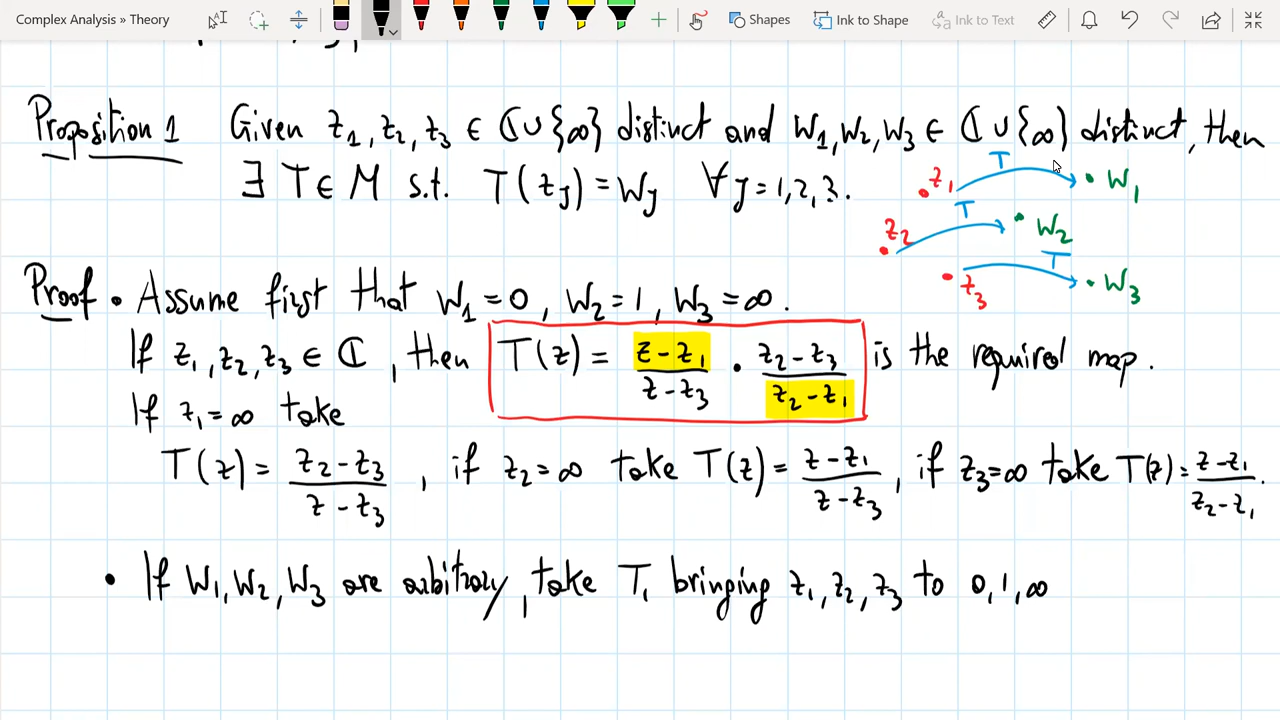 Complex Analysis » Theory
Shapes
Ink to Shape
Ink to Text
Proposition 1 Given z₁, z₂, z₃ ∈ ℂ∪{∞} distinct and w₁, w₂, w₃ ∈ ℂ∪{∞} distinct, then
∃ T∈M s.t. T(zⱼ) = wⱼ ∀j = 1,2,3.
z₁ T w₁
z₂ T w₂
z₃ T w₃
Proof • Assume first that w₁ = 0, w₂ = 1, w₃ = ∞.
If z₁, z₂, z₃ ∈ ℂ, then T(z) = (z - z₁)/(z - z₃) · (z₂ - z₃)/(z₂ - z₁) is the required map.
If z₁ = ∞ take
T(z) = (z₂ - z₃)/(z - z₃), if z₂ = ∞ take T(z) = (z - z₁)/(z - z₃), if z₃ = ∞ take T(z) = (z - z₁)/(z₂ - z₁).
• If w₁, w₂, w₃ are arbitrary, take T₁ bringing z₁, z₂, z₃ to 0, 1, ∞